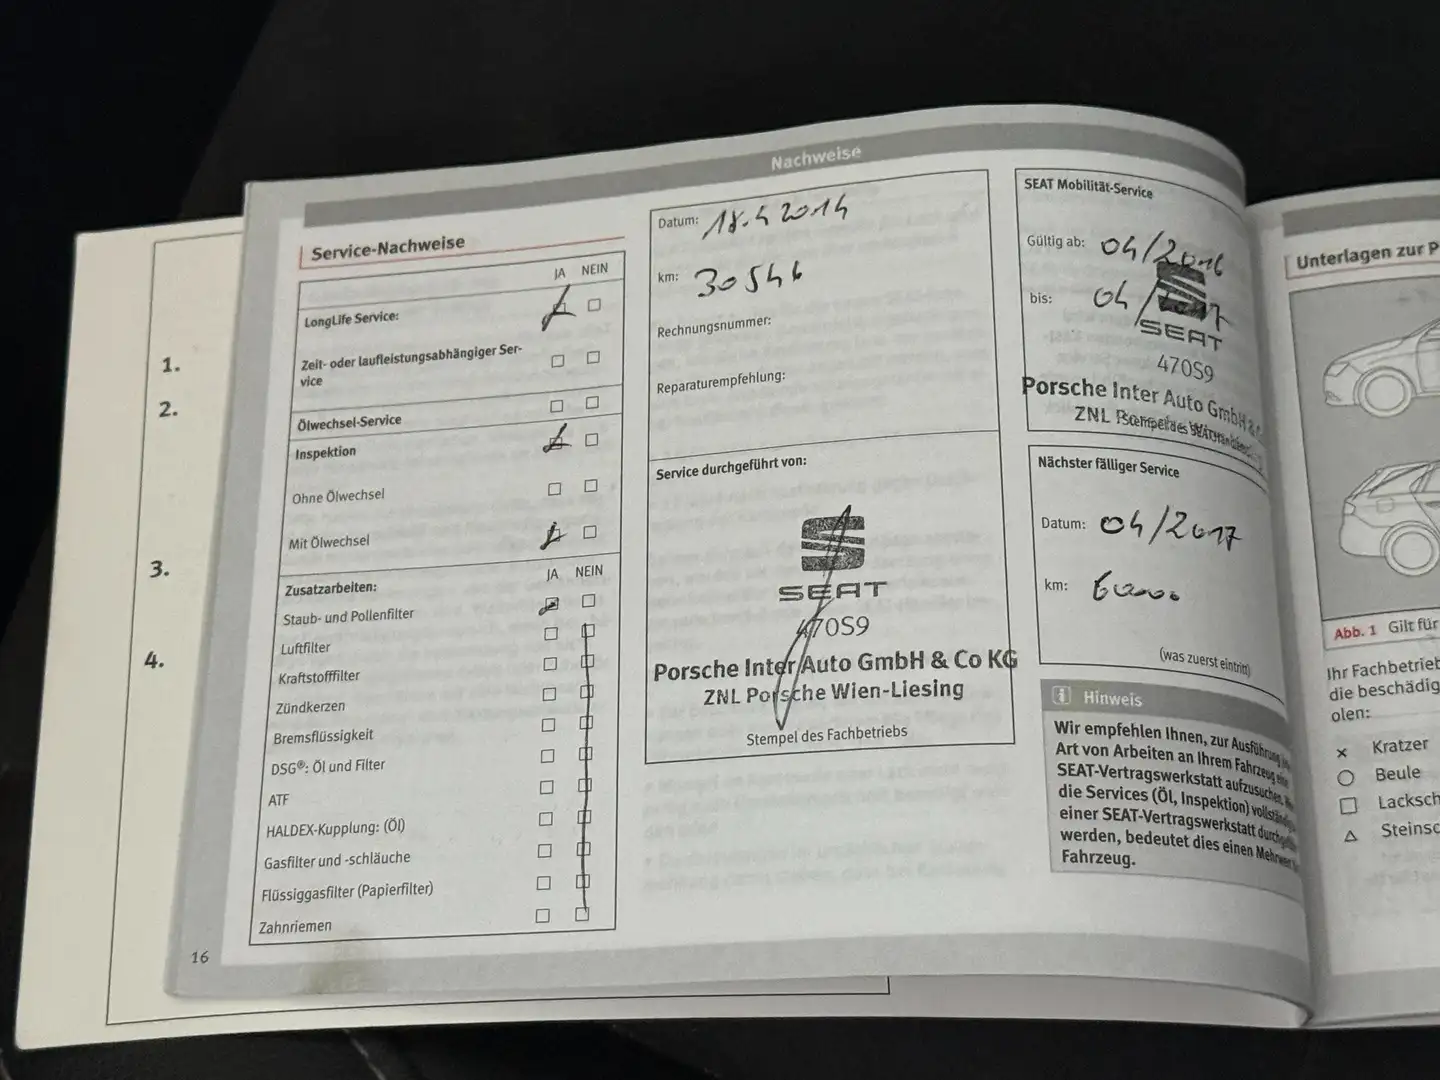 Nachweise
Service-Nachweise
JA NEIN
LongLife Service:
Zeit- oder laufleistungsabhängiger Ser-
vice
Ölwechsel-Service
Inspektion
Ohne Ölwechsel
Mit Ölwechsel
Zusatzarbeiten: JA NEIN
Staub- und Pollenfilter
Luftfilter
Kraftstofffilter
Zündkerzen
Bremsflüssigkeit
DSG®: Öl und Filter
ATF
HALDEX-Kupplung: (Öl)
Gasfilter und -schläuche
Flüssiggasfilter (Papierfilter)
Zahnriemen
16
1.
2.
3.
4.
Datum: 18.4 2014
km: 30546
Rechnungsnummer:
Reparaturempfehlung:
Service durchgeführt von:
SEAT
470S9
Porsche Inter Auto GmbH & Co KG
ZNL Porsche Wien-Liesing
Stempel des Fachbetriebs
SEAT Mobilität-Service
Gültig ab: 04/2016
bis: 04/2017
SEAT
470S9
Porsche Inter Auto GmbH &
ZNL
Nächster fälliger Service
Datum: 04/2017
km: 60000
(was zuerst eintritt)
i Hinweis
Wir empfehlen Ihnen, zur Ausführung
Art von Arbeiten an Ihrem Fahrzeug eine
SEAT-Vertragswerkstatt aufzusuchen.
die Services (Öl, Inspektion)
einer SEAT-Vertragswerkstatt
werden, bedeutet dies einen
Fahrzeug.
Unterlagen zur
Abb. 1 Gilt für
Ihr Fachbetrieb
die
olen:
Kratzer
Beule